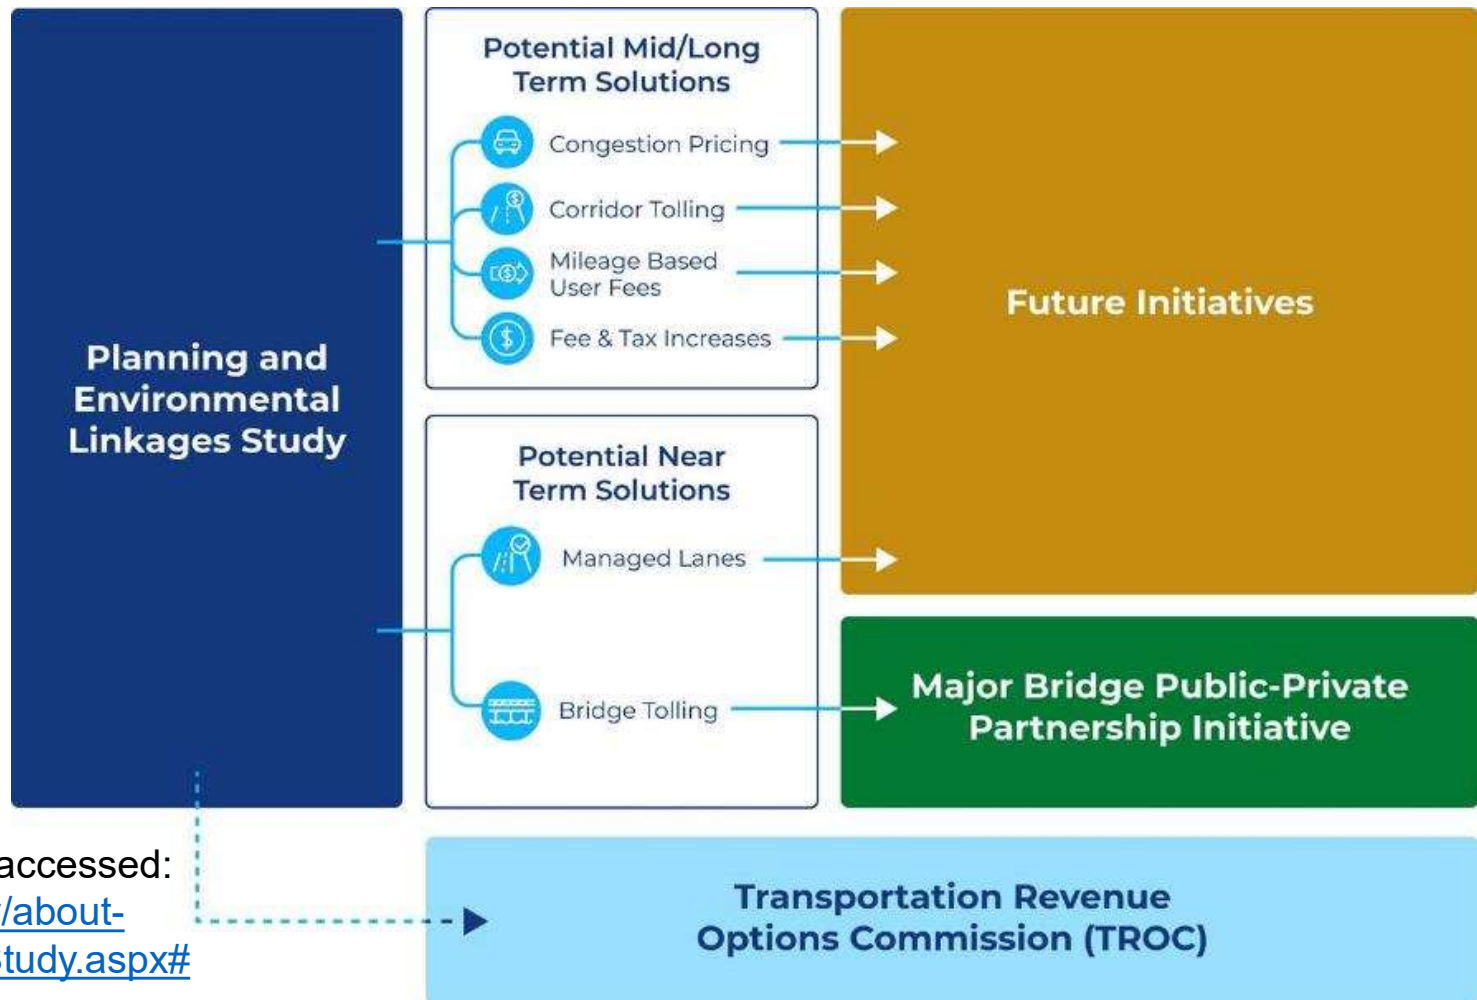 Planning and
Environmental
Linkages Study
Potential Mid/Long
Term Solutions
Congestion Pricing
Corridor Tolling
Mileage Based
User Fees
Fee & Tax Increases
Potential Near
Term Solutions
Managed Lanes
Bridge Tolling
Future Initiatives
Major Bridge Public-Private
Partnership Initiative
Transportation Revenue
Options Commission (TROC)
accessed:
/about-
Study.aspx#